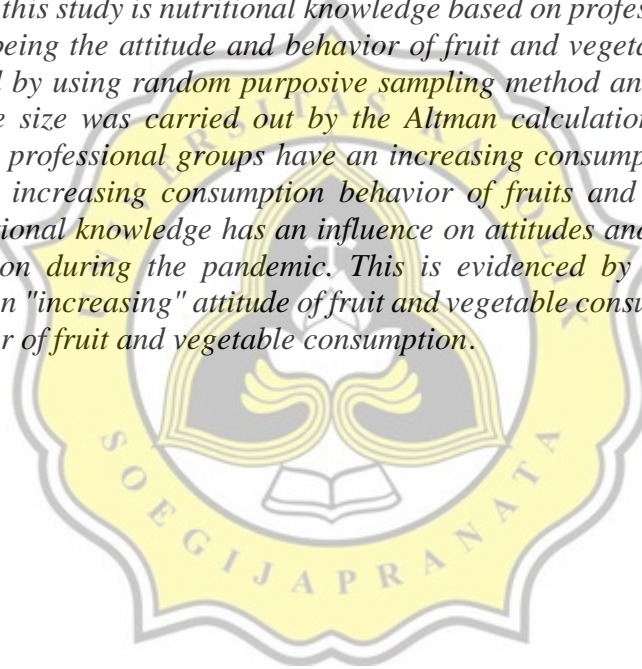 this study is nutritional knowledge based on profes
being the attitude and behavior of fruit and vegeta
d by using random purposive sampling method an
e size was carried out by the Altman calculation
professional groups have an increasing consump
increasing consumption behavior of fruits and
tional knowledge has an influence on attitudes and
on during the pandemic. This is evidenced by
n "increasing" attitude of fruit and vegetable consu
r of fruit and vegetable consumption.
SOEGIJAPRANATA